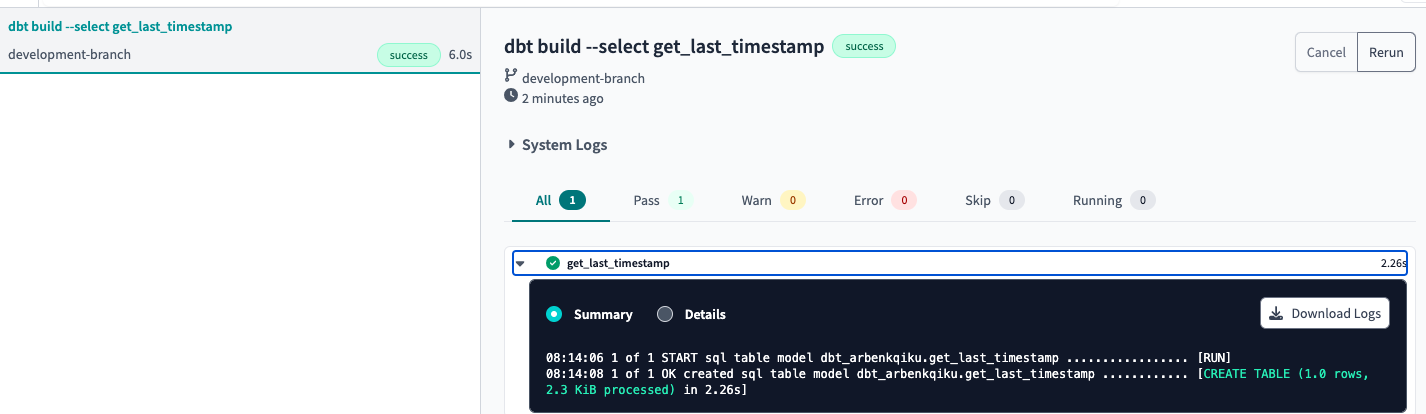 dbt build --select get_last_timestamp
development-branch
success 6.0s
dbt build --select get_last_timestamp success
Cancel Rerun
development-branch
2 minutes ago
System Logs
All 1 Pass 1 Warn 0 Error 0 Skip 0 Running 0
get_last_timestamp 2.26s
Summary Details Download Logs
08:14:06 1 of 1 START sql table model dbt_arbenkqiku.get_last_timestamp ................. [RUN]
08:14:08 1 of 1 OK created sql table model dbt_arbenkqiku.get_last_timestamp ............ [CREATE TABLE (1.0 rows,
2.3 KiB processed) in 2.26s]